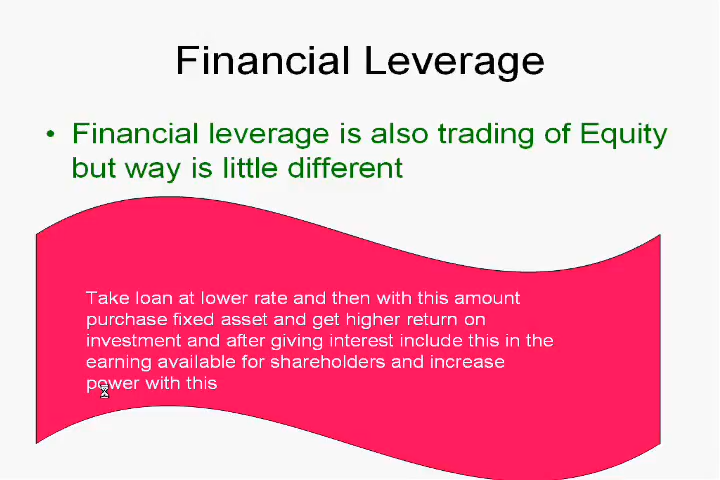 Financial Leverage
• Financial leverage is also trading of Equity
but way is little different
Take loan at lower rate and then with this amount
purchase fixed asset and get higher return on
investment and after giving interest include this in the
earning available for shareholders and increase
power with this